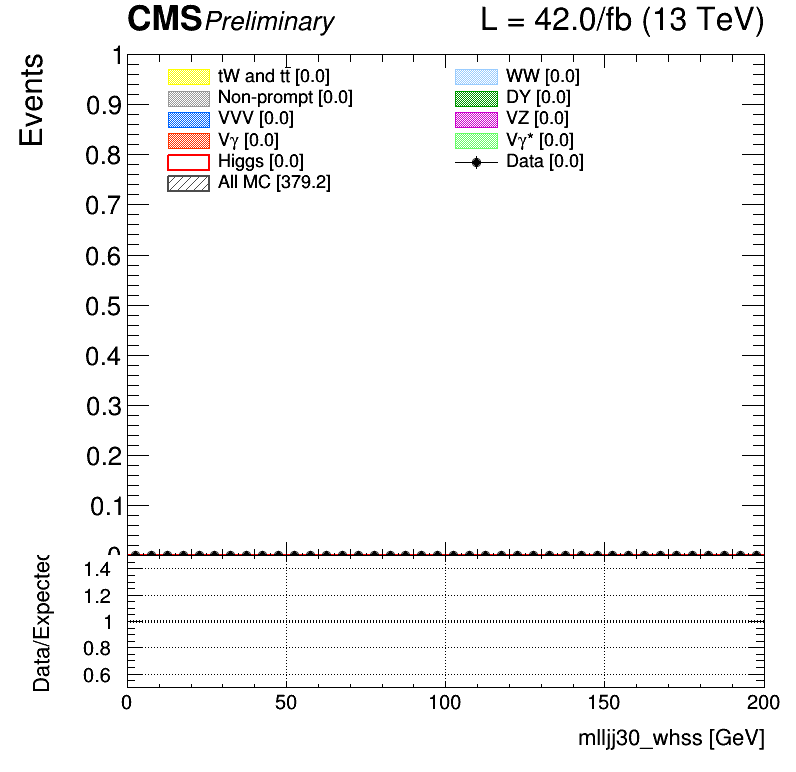 CMS Preliminary L = 42.0/fb (13 TeV)
Events
1
0.9
0.8
0.7
0.6
0.5
0.4
0.3
0.2
0.1
0
tW and tt̄ [0.0]
Non-prompt [0.0]
VVV [0.0]
Vγ [0.0]
Higgs [0.0]
All MC [379.2]
WW [0.0]
DY [0.0]
VZ [0.0]
Vγ* [0.0]
Data [0.0]
Data/Expected
1.4
1.2
1
0.8
0.6
0 50 100 150 200
mlljj30_whss [GeV]